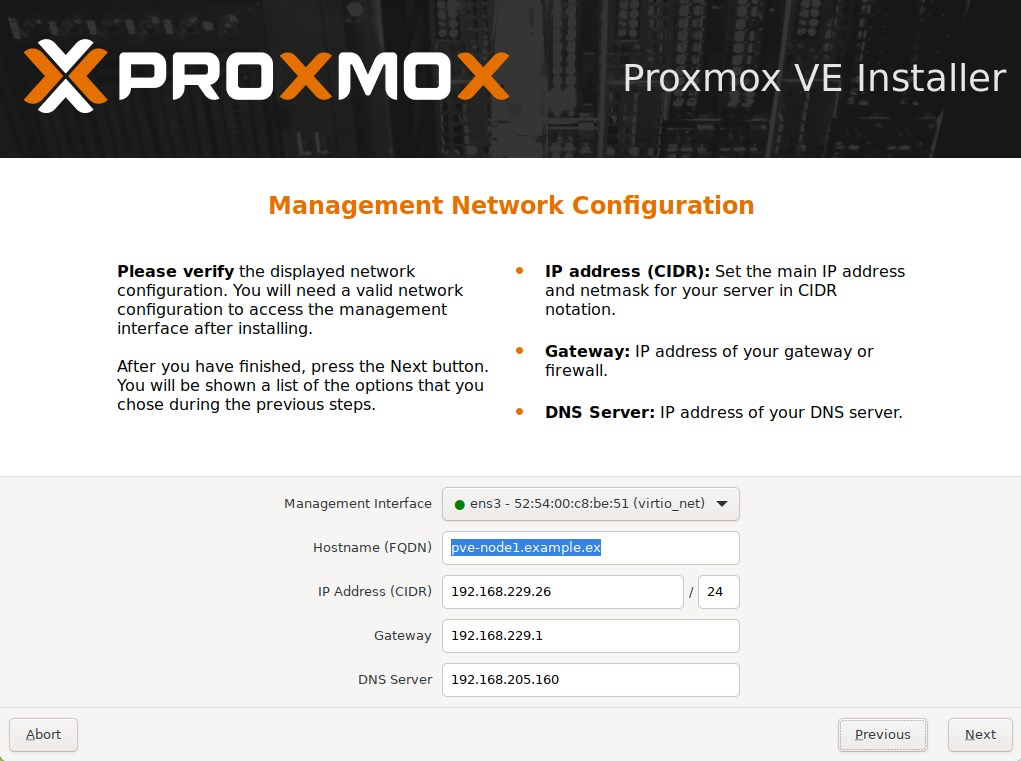 PROXMOX
Proxmox VE Installer
Management Network Configuration
Please verify the displayed network
configuration. You will need a valid network
configuration to access the management
interface after installing.
After you have finished, press the Next button.
You will be shown a list of the options that you
chose during the previous steps.
IP address (CIDR): Set the main IP address
and netmask for your server in CIDR
notation.
Gateway: IP address of your gateway or
firewall.
DNS Server: IP address of your DNS server.
Management Interface ens3 - 52:54:00:c8:be:51 (virtio_net)
Hostname (FQDN) pve-node1.example.ex
IP Address (CIDR) 192.168.229.26 / 24
Gateway 192.168.229.1
DNS Server 192.168.205.160
Abort Previous Next